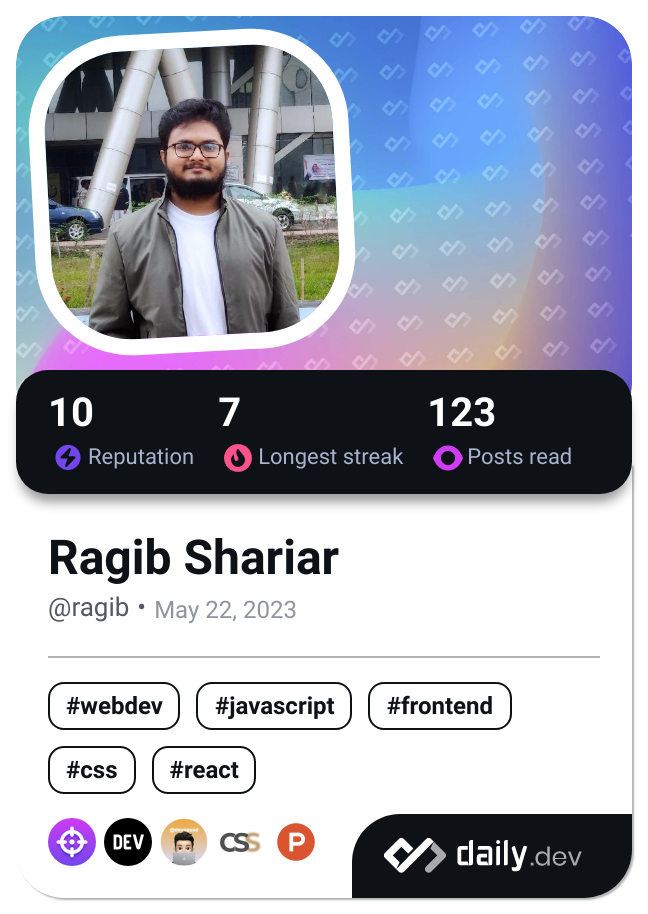 10 7 123
Reputation Longest streak Posts read
Ragib Shariar
@ragib • May 22, 2023
#webdev #javascript #frontend
#css #react
DEV CSS P
daily.dev